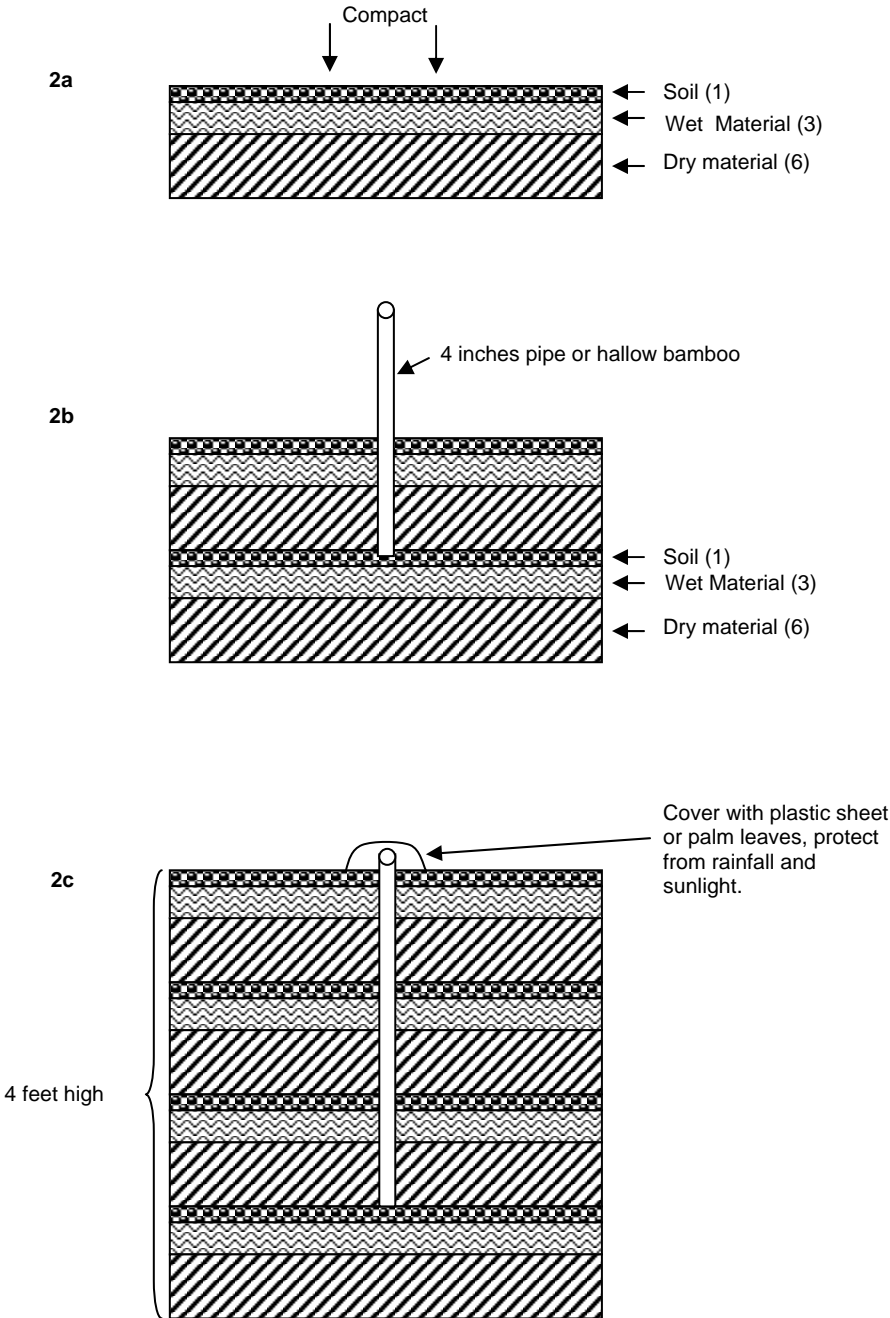 Compact
2a
Soil (1)
Wet Material (3)
Dry material (6)
4 inches pipe or hallow bamboo
2b
Soil (1)
Wet Material (3)
Dry material (6)
Cover with plastic sheet
or palm leaves, protect
from rainfall and
sunlight.
2c
4 feet high